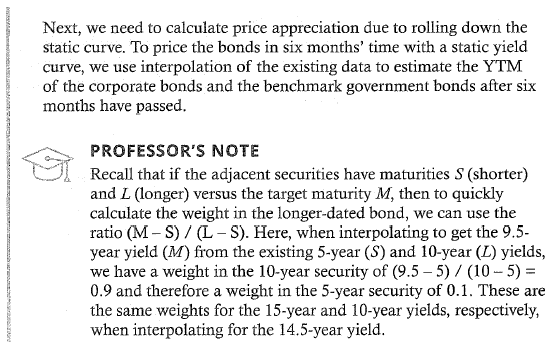 Next, we need to calculate price appreciation due to rolling down the
static curve. To price the bonds in six months' time with a static yield
curve, we use interpolation of the existing data to estimate the YTM
of the corporate bonds and the benchmark government bonds after six
months have passed.
PROFESSOR'S NOTE
Recall that if the adjacent securities have maturities S (shorter)
and L (longer) versus the target maturity M, then to quickly
calculate the weight in the longer-dated bond, we can use the
ratio (M – S) / (L – S). Here, when interpolating to get the 9.5-
year yield (M) from the existing 5-year (S) and 10-year (L) yields,
we have a weight in the 10-year security of (9.5 – 5) / (10 – 5) =
0.9 and therefore a weight in the 5-year security of 0.1. These are
the same weights for the 15-year and 10-year yields, respectively,
when interpolating for the 14.5-year yield.